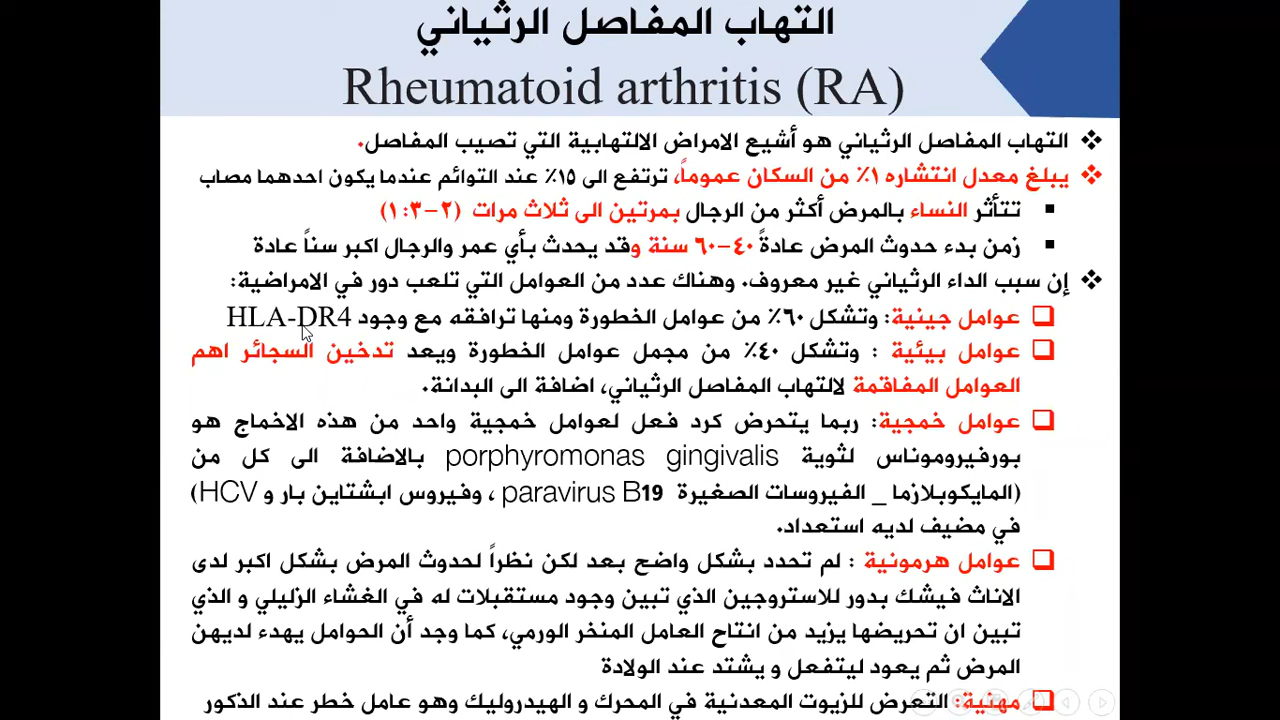 التهاب المفاصل الرثياني
Rheumatoid arthritis (RA)
❖ التهاب المفاصل الرثياني هو أشيع الامراض الالتهابية التي تصيب المفاصل.
❖ يبلغ معدل انتشاره ١٪ من السكان عموماً، ترتفع الى ١٥٪ عند التوائم عندما يكون احدهما مصاب
▪ تتأثر النساء بالمرض أكثر من الرجال بمرتين الى ثلاث مرات (٢-٣ :١)
▪ زمن بدء حدوث المرض عادةً ٤٠-٦٠ سنة وقد يحدث بأي عمر والرجال اكبر سناً عادة
❖ إن سبب الداء الرثياني غير معروف. وهناك عدد من العوامل التي تلعب دور في الامراضية:
❑ عوامل جينية: وتشكل ٦٠٪ من عوامل الخطورة ومنها ترافقه مع وجود HLA-DR4
❑ عوامل بيئية : وتشكل ٤٠٪ من مجمل عوامل الخطورة ويعد تدخين السجائر اهم
العوامل المفاقمة لالتهاب المفاصل الرثياني، اضافة الى البدانة.
❑ عوامل خمجية: ربما يتحرض كرد فعل لعوامل خمجية واحد من هذه الاخماج هو
بورفيروموناس لثوية porphyromonas gingivalis بالاضافة الى كل من
(المايكوبلازما _ الفيروسات الصغيرة paravirus B19 ، وفيروس ابشتاين بار و HCV)
في مضيف لديه استعداد.
❑ عوامل هرمونية : لم تحدد بشكل واضح بعد لكن نظراً لحدوث المرض بشكل اكبر لدى
الاناث فيشك بدور للاستروجين الذي تبين وجود مستقبلات له في الغشاء الزليلي و الذي
تبين ان تحريضها يزيد من انتاح العامل المنخر الورمي، كما وجد أن الحوامل يهدء لديهن
المرض ثم يعود ليتفعل و يشتد عند الولادة
❑ مهنية: التعرض للزيوت المعدنية في المحرك و الهيدروليك وهو عامل خطر عند الذكور